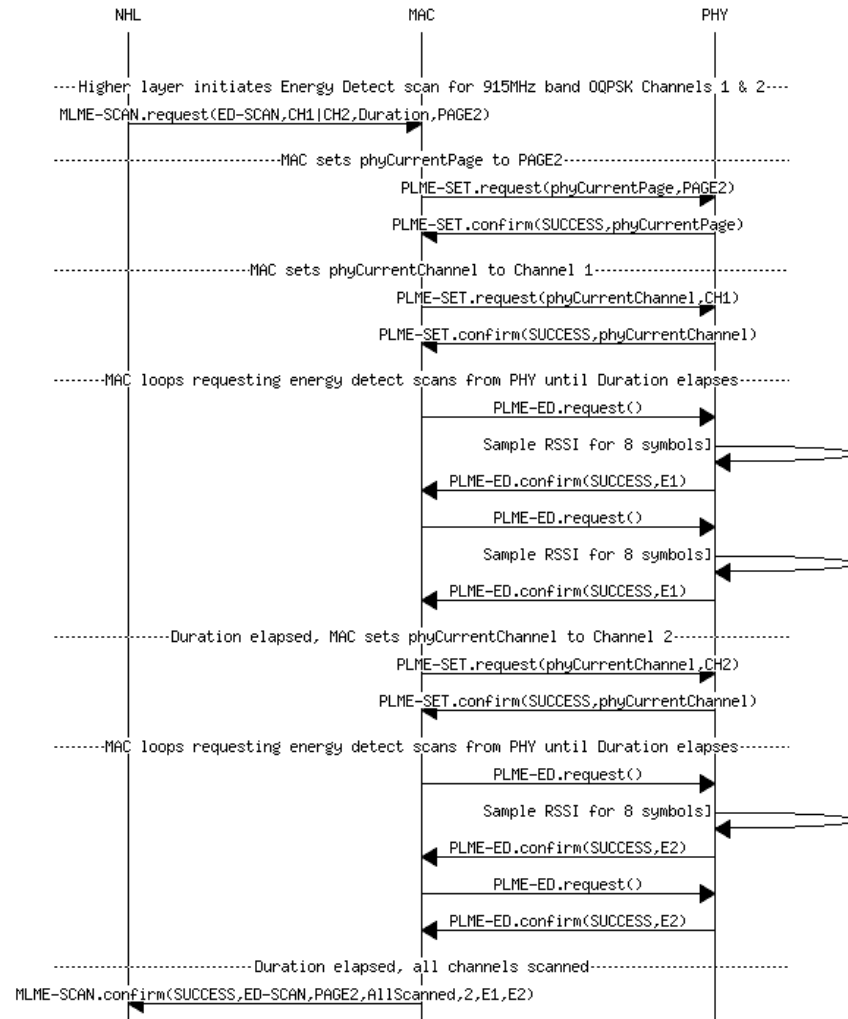 NHL MAC PHY
Higher layer initiates Energy Detect scan for 915MHz band OQPSK Channels 1 & 2
MLME-SCAN.request(ED-SCAN,CH1|CH2,Duration,PAGE2)
MAC sets phyCurrentPage to PAGE2
PLME-SET.request(phyCurrentPage,PAGE2)
PLME-SET.confirm(SUCCESS,phyCurrentPage)
MAC sets phyCurrentChannel to Channel 1
PLME-SET.request(phyCurrentChannel,CH1)
PLME-SET.confirm(SUCCESS,phyCurrentChannel)
MAC loops requesting energy detect scans from PHY until Duration elapses
PLME-ED.request()
Sample RSSI for 8 symbols]
PLME-ED.confirm(SUCCESS,E1)
PLME-ED.request()
Sample RSSI for 8 symbols]
PLME-ED.confirm(SUCCESS,E1)
Duration elapsed, MAC sets phyCurrentChannel to Channel 2
PLME-SET.request(phyCurrentChannel,CH2)
PLME-SET.confirm(SUCCESS,phyCurrentChannel)
MAC loops requesting energy detect scans from PHY until Duration elapses
PLME-ED.request()
Sample RSSI for 8 symbols]
PLME-ED.confirm(SUCCESS,E2)
PLME-ED.request()
PLME-ED.confirm(SUCCESS,E2)
Duration elapsed, all channels scanned
MLME-SCAN.confirm(SUCCESS,ED-SCAN,PAGE2,AllScanned,2,E1,E2)